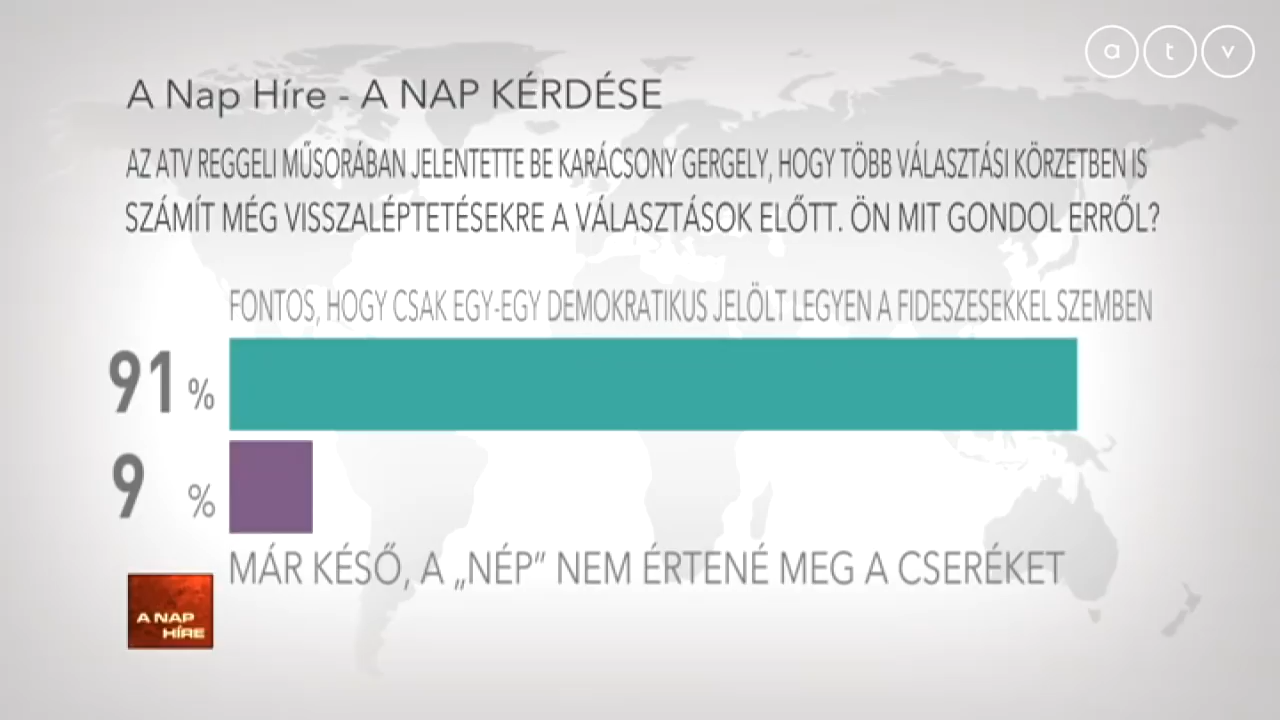 a t v
A Nap Híre - A NAP KÉRDÉSE
AZ ATV REGGELI MŰSORÁBAN JELENTETTE BE KARÁCSONY GERGELY, HOGY TÖBB VÁLASZTÁSI KÖRZETBEN IS
SZÁMÍT MÉG VISSZALÉPTETÉSEKRE A VÁLASZTÁSOK ELŐTT. ÖN MIT GONDOL ERRŐL?
FONTOS, HOGY CSAK EGY-EGY DEMOKRATIKUS JELÖLT LEGYEN A FIDESZESEKKEL SZEMBEN
91 %
9 %
MÁR KÉSŐ, A „NÉP” NEM ÉRTENÉ MEG A CSERÉKET
A NAP
HÍRE